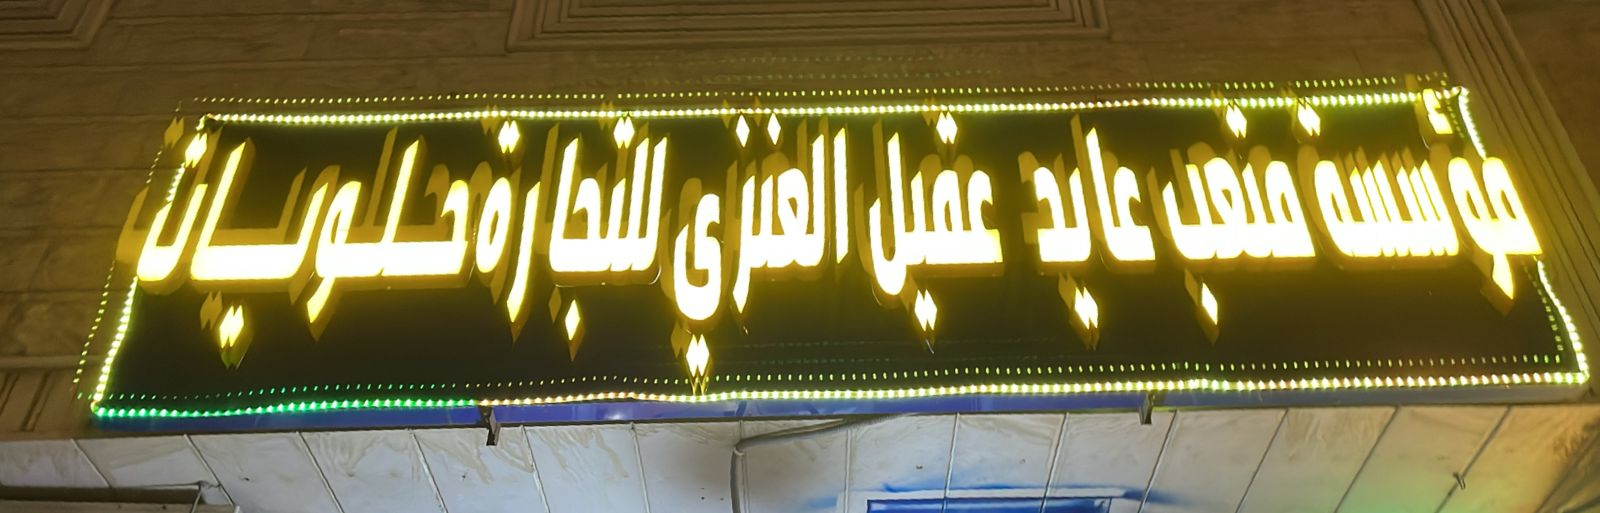 مؤسسة متعب عايد عقيل العنزي للتجارة حلويات